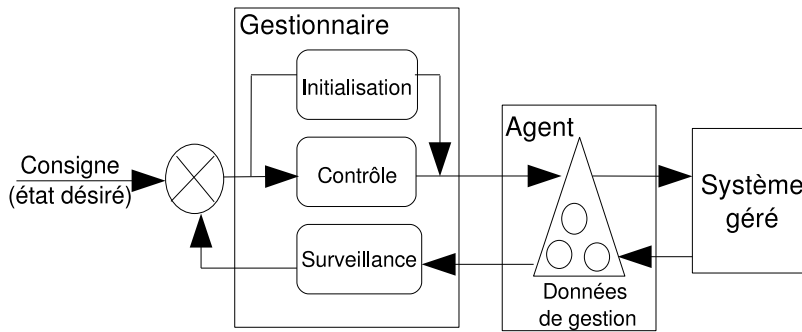 Gestionnaire
Initialisation
Agent
Consigne
(état désiré)
Contrôle
Système
géré
Surveillance
Données
de gestion